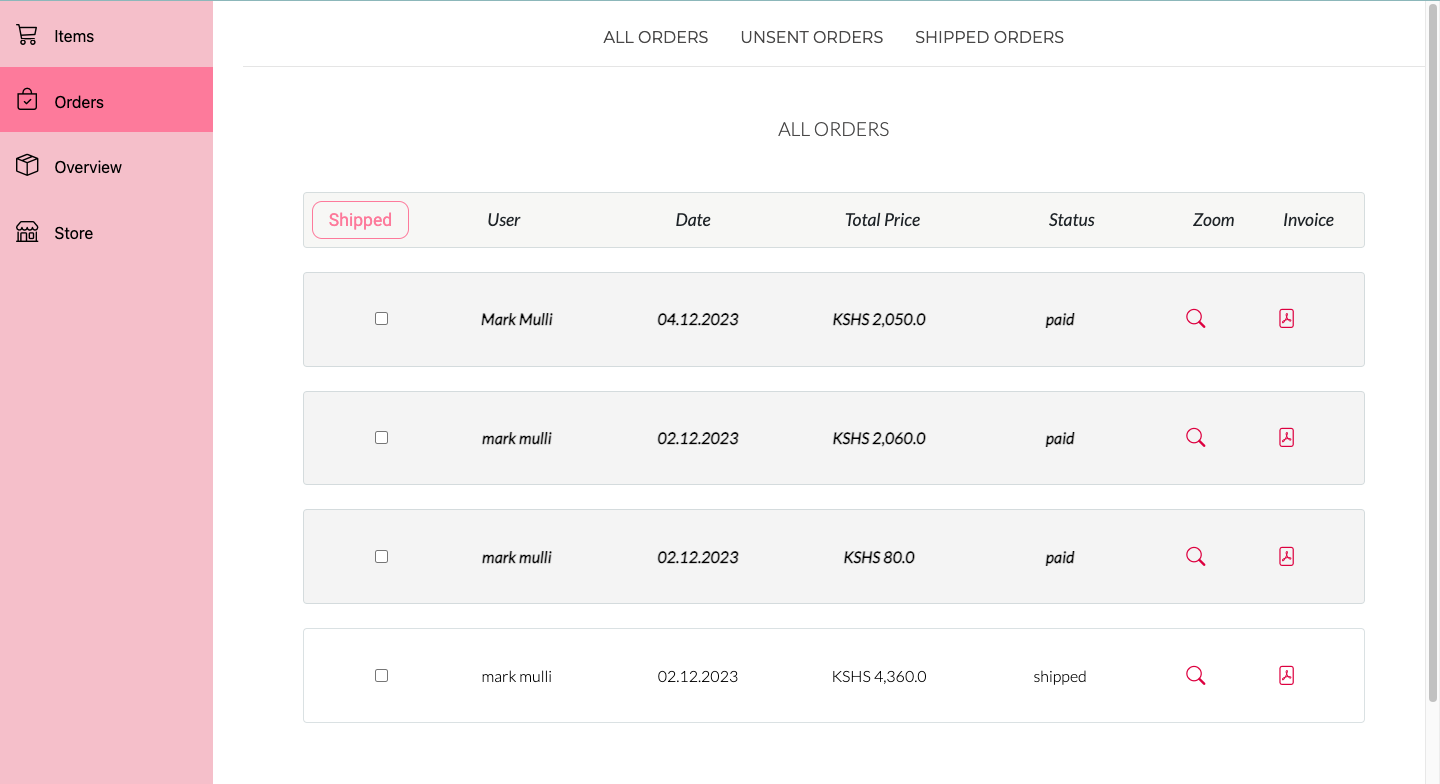 Items
Orders
Overview
Store
ALL ORDERS UNSENT ORDERS SHIPPED ORDERS
ALL ORDERS
Shipped User Date Total Price Status Zoom Invoice
Mark Mulli 04.12.2023 KSHS 2,050.0 paid
mark mulli 02.12.2023 KSHS 2,060.0 paid
mark mulli 02.12.2023 KSHS 80.0 paid
mark mulli 02.12.2023 KSHS 4,360.0 shipped